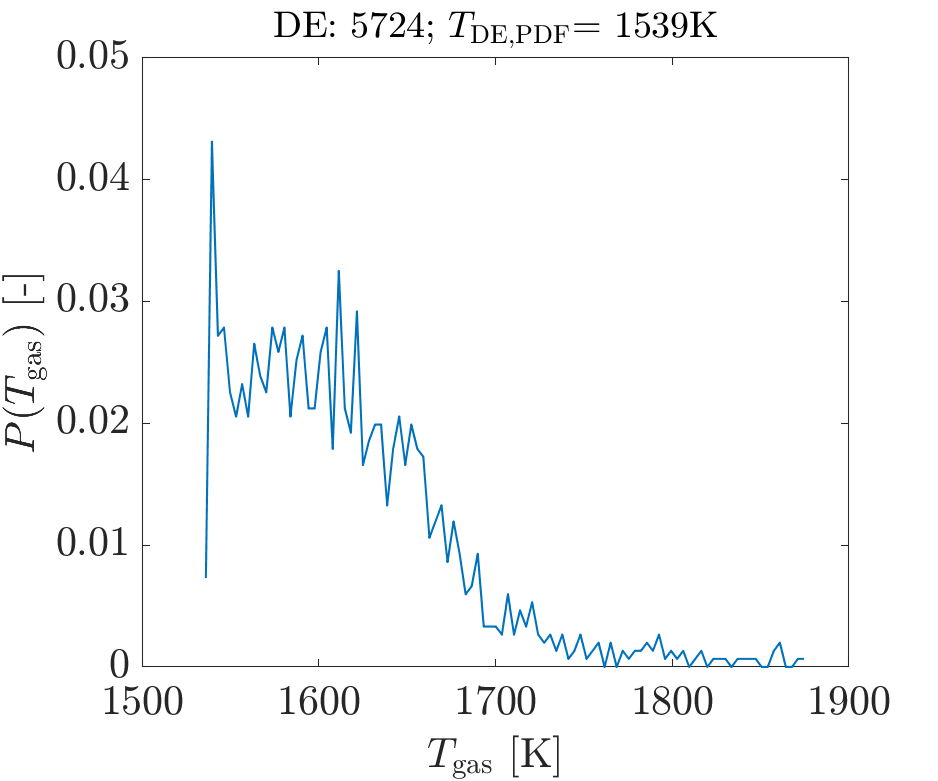 DE: 5724; T_DE,PDF= 1539K
0.05
0.04
0.03
0.02
0.01
0
P(T_gas) [-]
1500 1600 1700 1800 1900
T_gas [K]